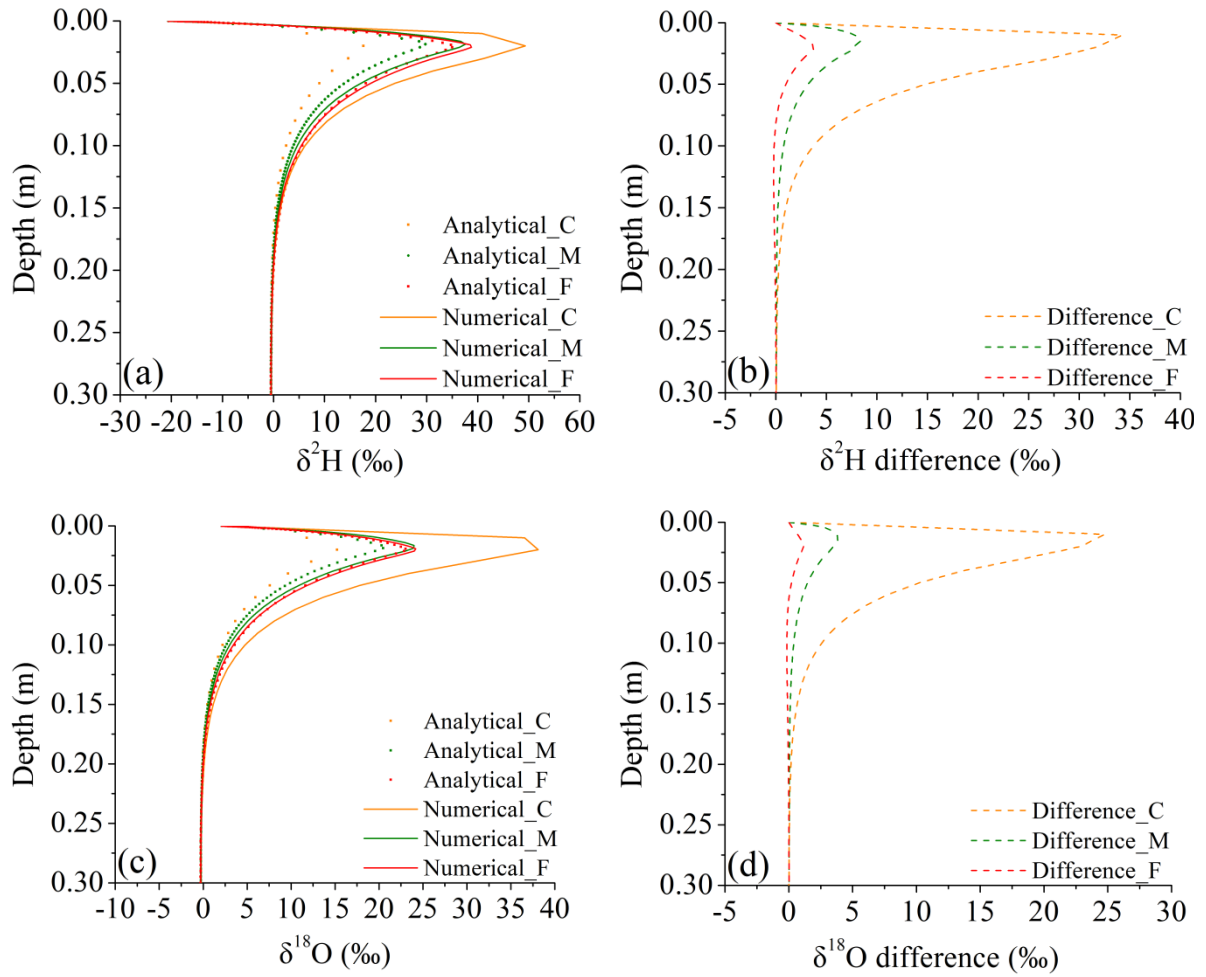 0.00
0.05
0.10
0.15
0.20
0.25
0.30
Depth (m)
Analytical_C
Analytical_M
Analytical_F
Numerical_C
Numerical_M
Numerical_F
(a)
-30 -20 -10 0 10 20 30 40 50 60
δ²H (‰)
0.00
0.05
0.10
0.15
0.20
0.25
0.30
Depth (m)
Difference_C
Difference_M
Difference_F
(b)
-5 0 5 10 15 20 25 30 35 40
δ²H difference (‰)
0.00
0.05
0.10
0.15
0.20
0.25
0.30
Depth (m)
Analytical_C
Analytical_M
Analytical_F
Numerical_C
Numerical_M
Numerical_F
(c)
-10 -5 0 5 10 15 20 25 30 35 40
δ¹⁸O (‰)
0.00
0.05
0.10
0.15
0.20
0.25
0.30
Depth (m)
Difference_C
Difference_M
Difference_F
(d)
-5 0 5 10 15 20 25 30
δ¹⁸O difference (‰)